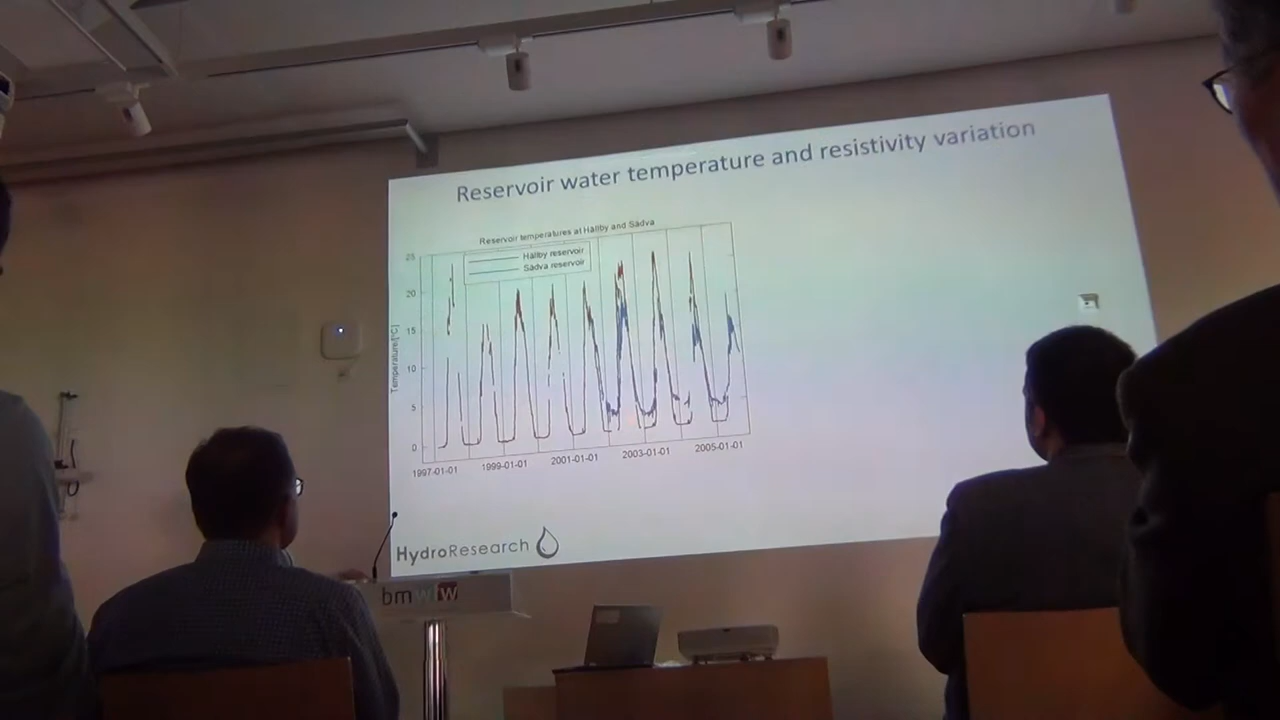 Reservoir water temperature and resistivity variation
Reservoir temperatures at Hällby and Sädva
Hällby reservoir
Sädva reservoir
Temperature [°C]
25
20
15
10
5
0
1997-01-01 1999-01-01 2001-01-01 2003-01-01 2005-01-01
HydroResearch
bmwfw